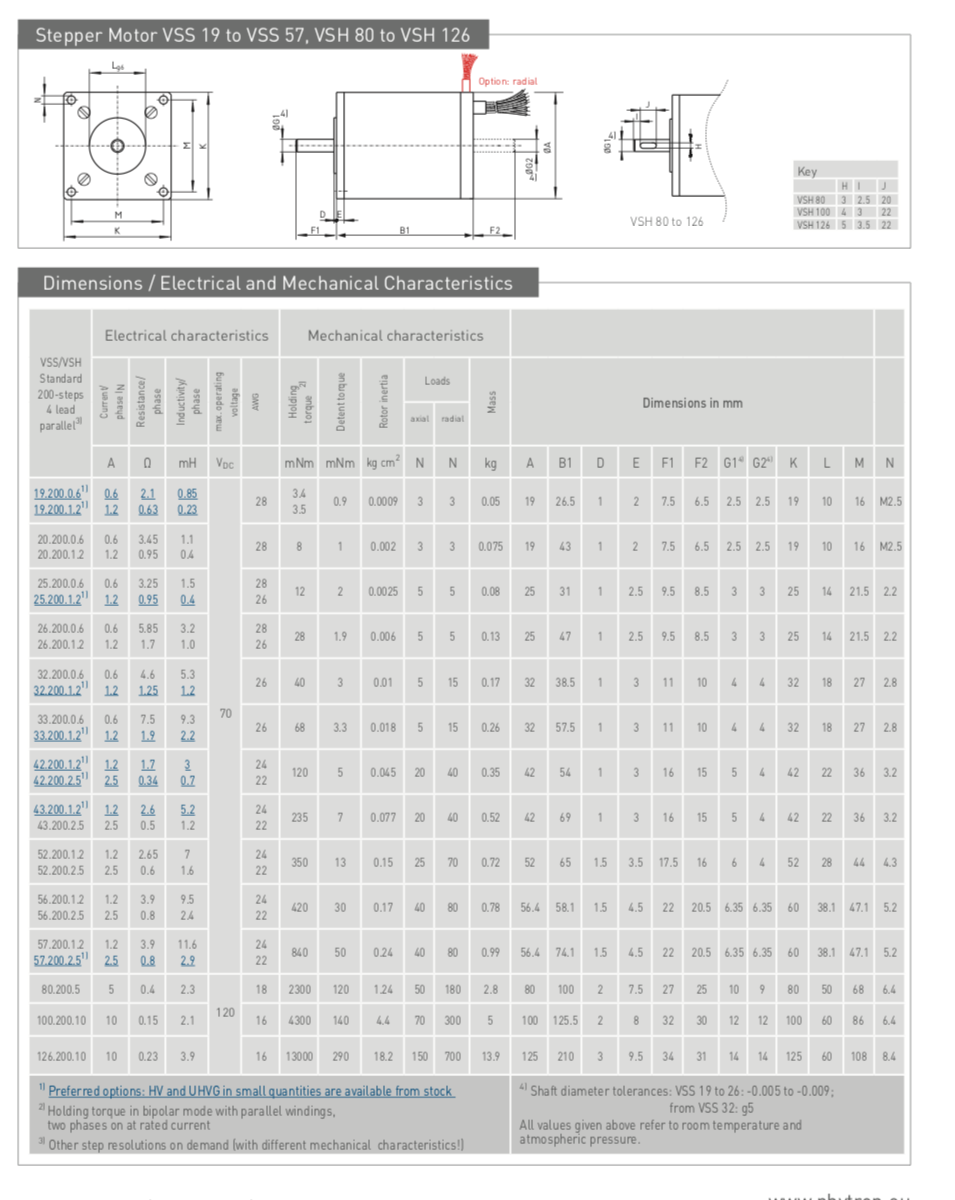 Stepper Motor VSS 19 to VSS 57, VSH 80 to VSH 126
Lg6
N
M
K
M
K
Option: radial
ØG1 4)
ØG2 4)
ØA
D
E
F1
B1
F2
J
I
ØG1 4)
H
VSH 80 to 126
Key
H I J
VSH 80 3 2.5 20
VSH 100 4 3 22
VSH 126 5 3.5 22
Dimensions / Electrical and Mechanical Characteristics
VSS/VSH
Standard
200-steps
4 lead
parallel3)
Electrical characteristics
Mechanical characteristics
Current/
phase IN
Resistance/
phase
Inductivity/
phase
max. operating
voltage
AWG
Holding
torque 2)
Detent torque
Rotor inertia
Loads
axial radial
Mass
Dimensions in mm
A Ω mH VDC mNm mNm kg cm2 N N kg A B1 D E F1 F2 G14) G24) K L M N
19.200.0.61) 0.6 2.1 0.85 28 3.4 0.9 0.0009 3 3 0.05 19 26.5 1 2 7.5 6.5 2.5 2.5 19 10 16 M2.5
19.200.1.21) 1.2 0.63 0.23 3.5
20.200.0.6 0.6 3.45 1.1 28 8 1 0.002 3 3 0.075 19 43 1 2 7.5 6.5 2.5 2.5 19 10 16 M2.5
20.200.1.2 1.2 0.95 0.4
25.200.0.6 0.6 3.25 1.5 28 12 2 0.0025 5 5 0.08 25 31 1 2.5 9.5 8.5 3 3 25 14 21.5 2.2
25.200.1.21) 1.2 0.95 0.4 26
26.200.0.6 0.6 5.85 3.2 28 28 1.9 0.006 5 5 0.13 25 47 1 2.5 9.5 8.5 3 3 25 14 21.5 2.2
26.200.1.2 1.2 1.7 1.0 26
32.200.0.6 0.6 4.6 5.3 26 40 3 0.01 5 15 0.17 32 38.5 1 3 11 10 4 4 32 18 27 2.8
32.200.1.21) 1.2 1.25 1.2
70
33.200.0.6 0.6 7.5 9.3 26 68 3.3 0.018 5 15 0.26 32 57.5 1 3 11 10 4 4 32 18 27 2.8
33.200.1.21) 1.2 1.9 2.2
42.200.1.21) 1.2 1.7 3 24 120 5 0.045 20 40 0.35 42 54 1 3 16 15 5 4 42 22 36 3.2
42.200.2.51) 2.5 0.34 0.7 22
43.200.1.21) 1.2 2.6 5.2 24 235 7 0.077 20 40 0.52 42 69 1 3 16 15 5 4 42 22 36 3.2
43.200.2.5 2.5 0.5 1.2 22
52.200.1.2 1.2 2.65 7 24 350 13 0.15 25 70 0.72 52 65 1.5 3.5 17.5 16 6 4 52 28 44 4.3
52.200.2.5 2.5 0.6 1.6 22
56.200.1.2 1.2 3.9 9.5 24 420 30 0.17 40 80 0.78 56.4 58.1 1.5 4.5 22 20.5 6.35 6.35 60 38.1 47.1 5.2
56.200.2.5 2.5 0.8 2.4 22
57.200.1.2 1.2 3.9 11.6 24 840 50 0.24 40 80 0.99 56.4 74.1 1.5 4.5 22 20.5 6.35 6.35 60 38.1 47.1 5.2
57.200.2.51) 2.5 0.8 2.9 22
80.200.5 5 0.4 2.3 18 2300 120 1.24 50 180 2.8 80 100 2 7.5 27 25 10 9 80 50 68 6.4
120
100.200.10 10 0.15 2.1 16 4300 140 4.4 70 300 5 100 125.5 2 8 32 30 12 12 100 60 86 6.4
126.200.10 10 0.23 3.9 16 13000 290 18.2 150 700 13.9 125 210 3 9.5 34 31 14 14 125 60 108 8.4
1) Preferred options: HV and UHVG in small quantities are available from stock
2) Holding torque in bipolar mode with parallel windings,
two phases on at rated current
3) Other step resolutions on demand (with different mechanical characteristics!)
4) Shaft diameter tolerances: VSS 19 to 26: -0.005 to -0.009;
from VSS 32: g5
All values given above refer to room temperature and
atmospheric pressure.